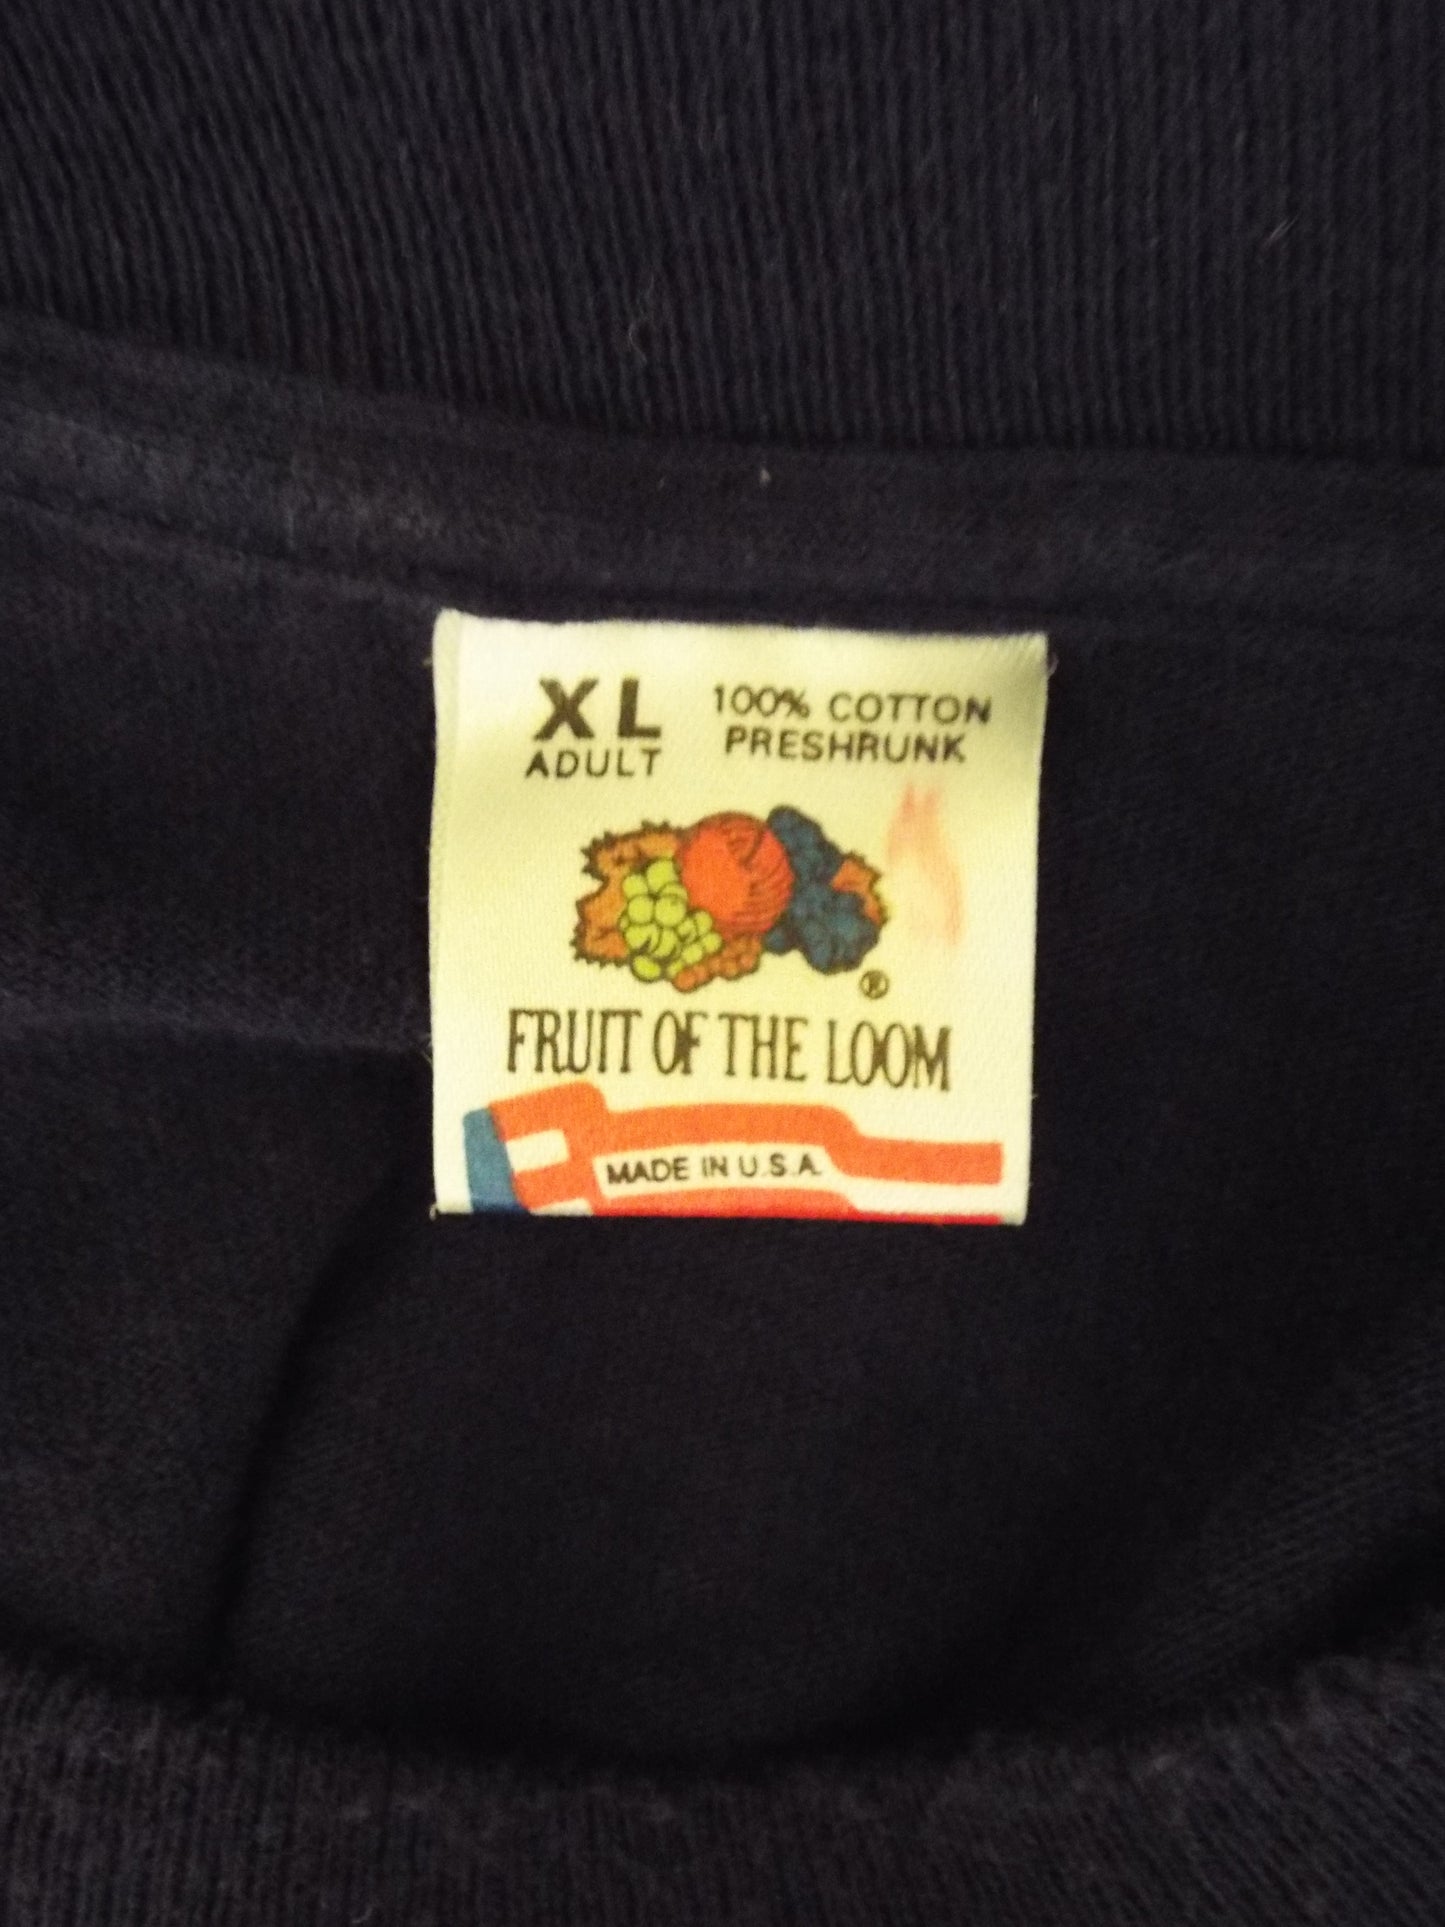 XL
ADULT
100% COTTON
PRESHRUNK
®
FRUIT OF THE LOOM
MADE IN U.S.A.